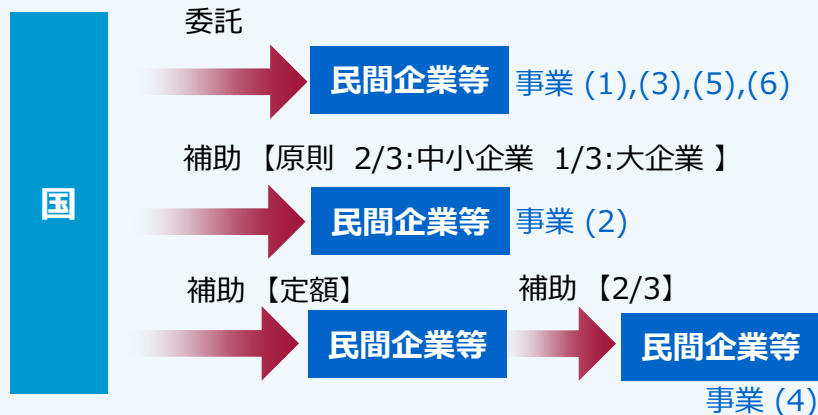 国
委託
民間企業等 事業 (1),(3),(5),(6)
補助 【原則 2/3:中小企業 1/3:大企業 】
民間企業等 事業 (2)
補助 【定額】 補助 【2/3】
民間企業等 民間企業等
事業 (4)